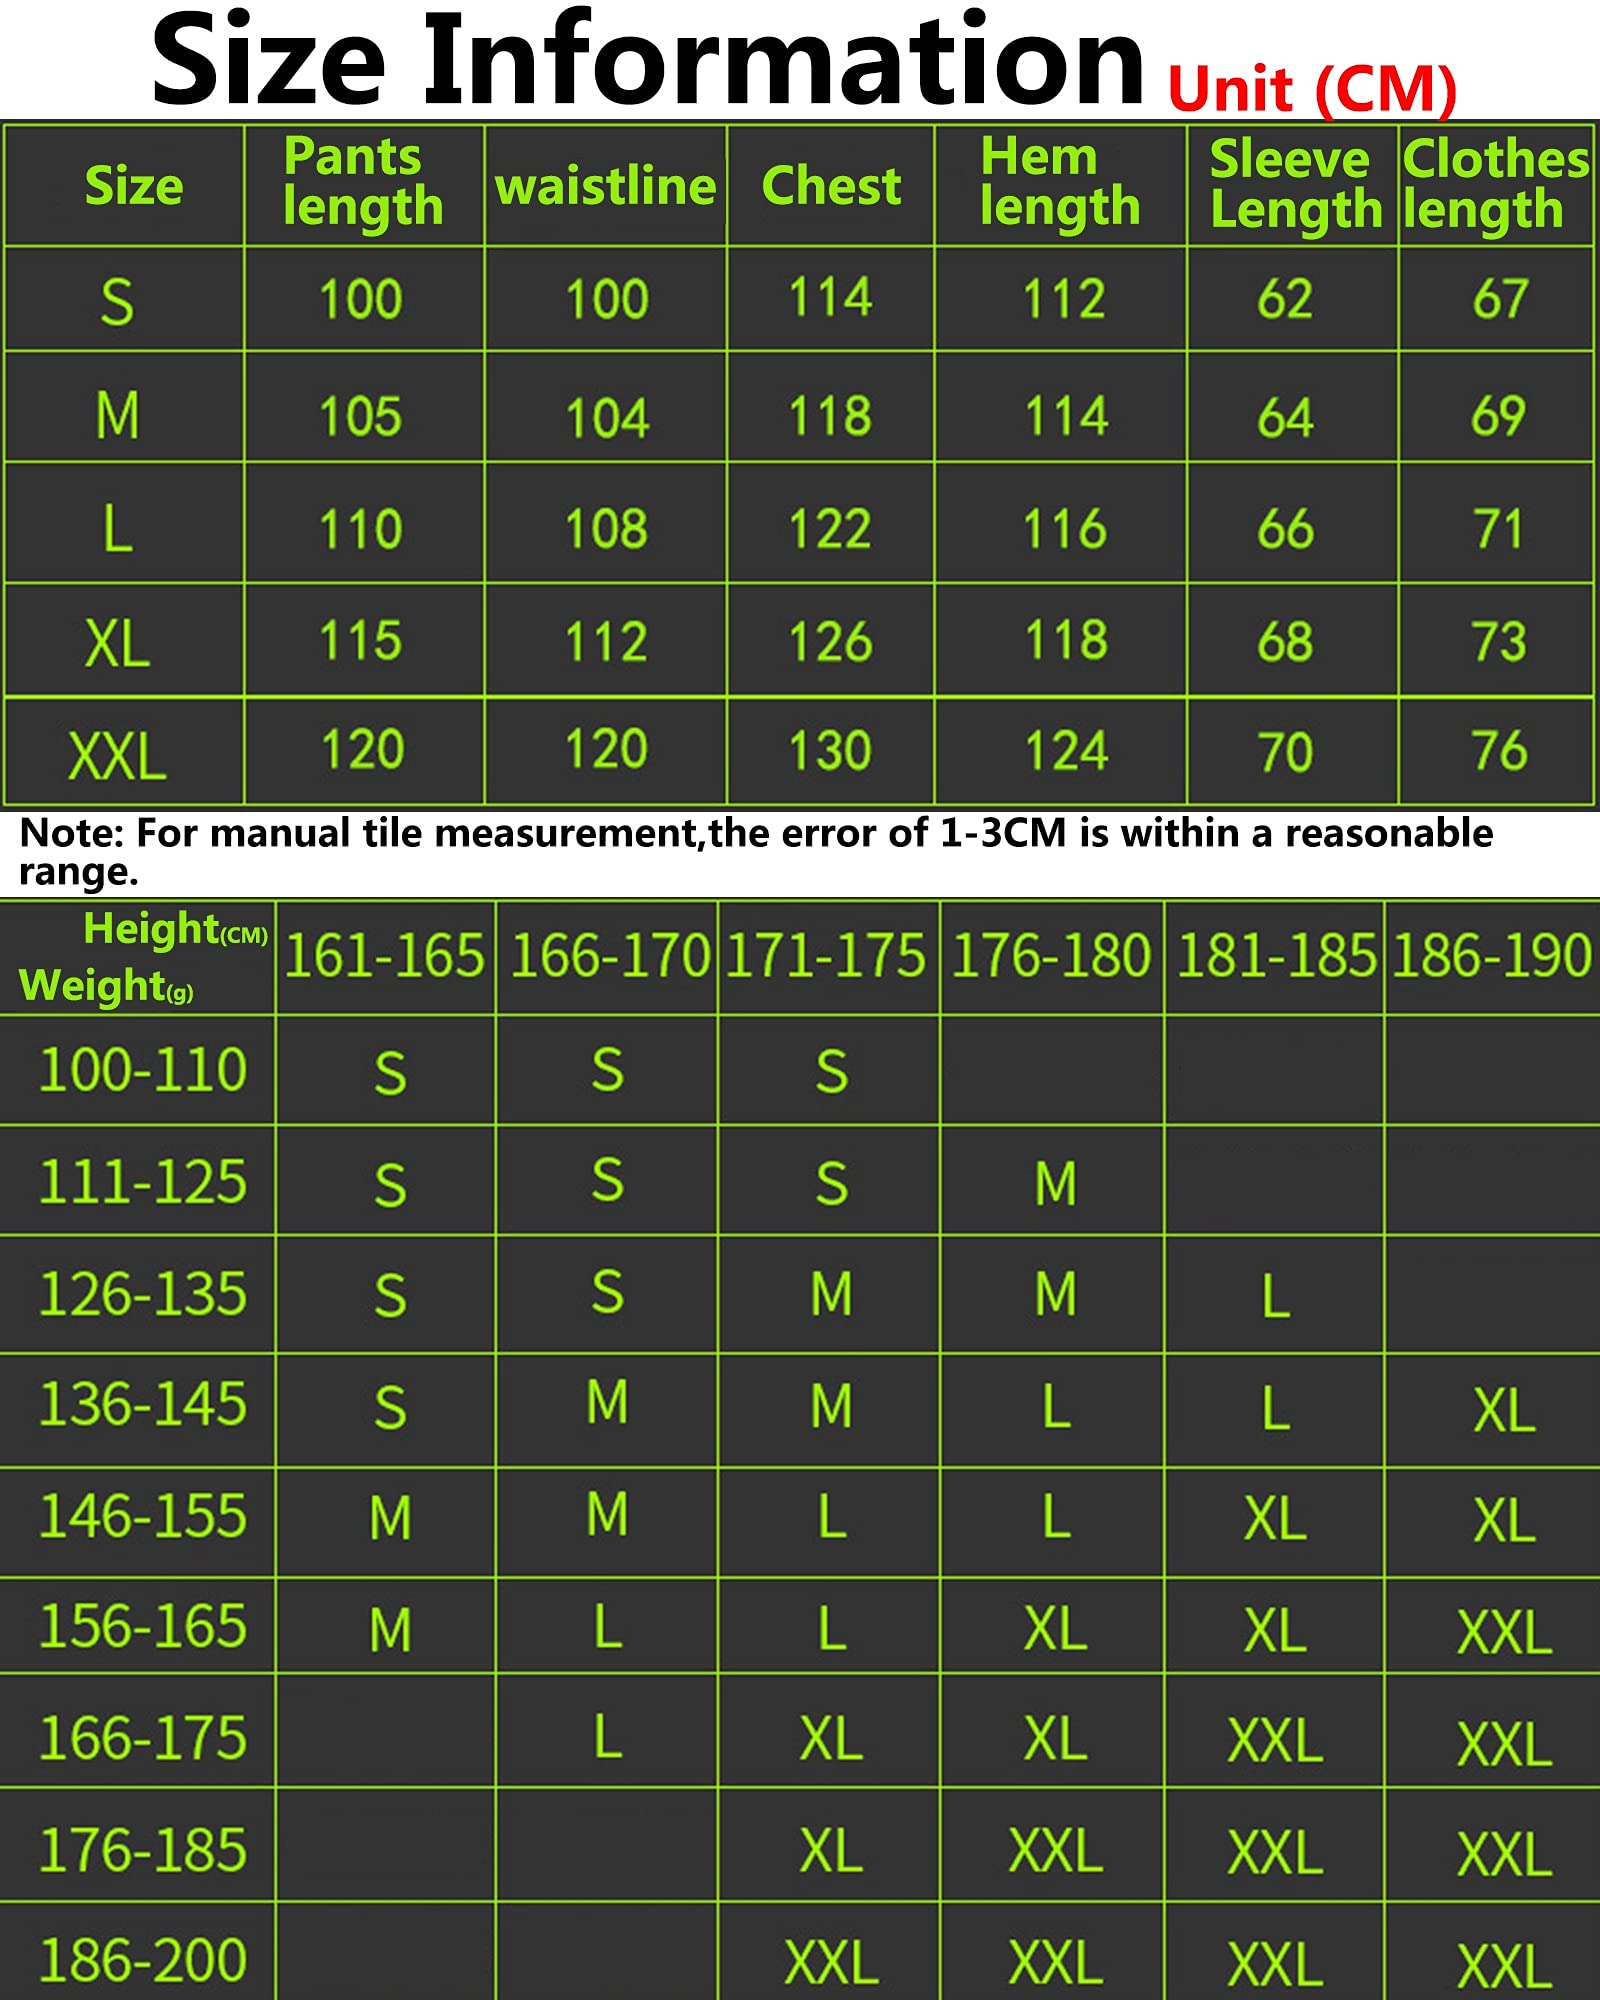 Size Information Unit (CM)
Size Pants length waistline Chest Hem length Sleeve Length Clothes length
S 100 100 114 112 62 67
M 105 104 118 114 64 69
L 110 108 122 116 66 71
XL 115 112 126 118 68 73
XXL 120 120 130 124 70 76
Note: For manual tile measurement,the error of 1-3CM is within a reasonable
range.
Height(CM) Weight(g) 161-165 166-170 171-175 176-180 181-185 186-190
100-110 S S S
111-125 S S S M
126-135 S S M M L
136-145 S M M L L XL
146-155 M M L L XL XL
156-165 M L L XL XL XXL
166-175 L XL XL XXL XXL
176-185 XL XXL XXL XXL
186-200 XXL XXL XXL XXL